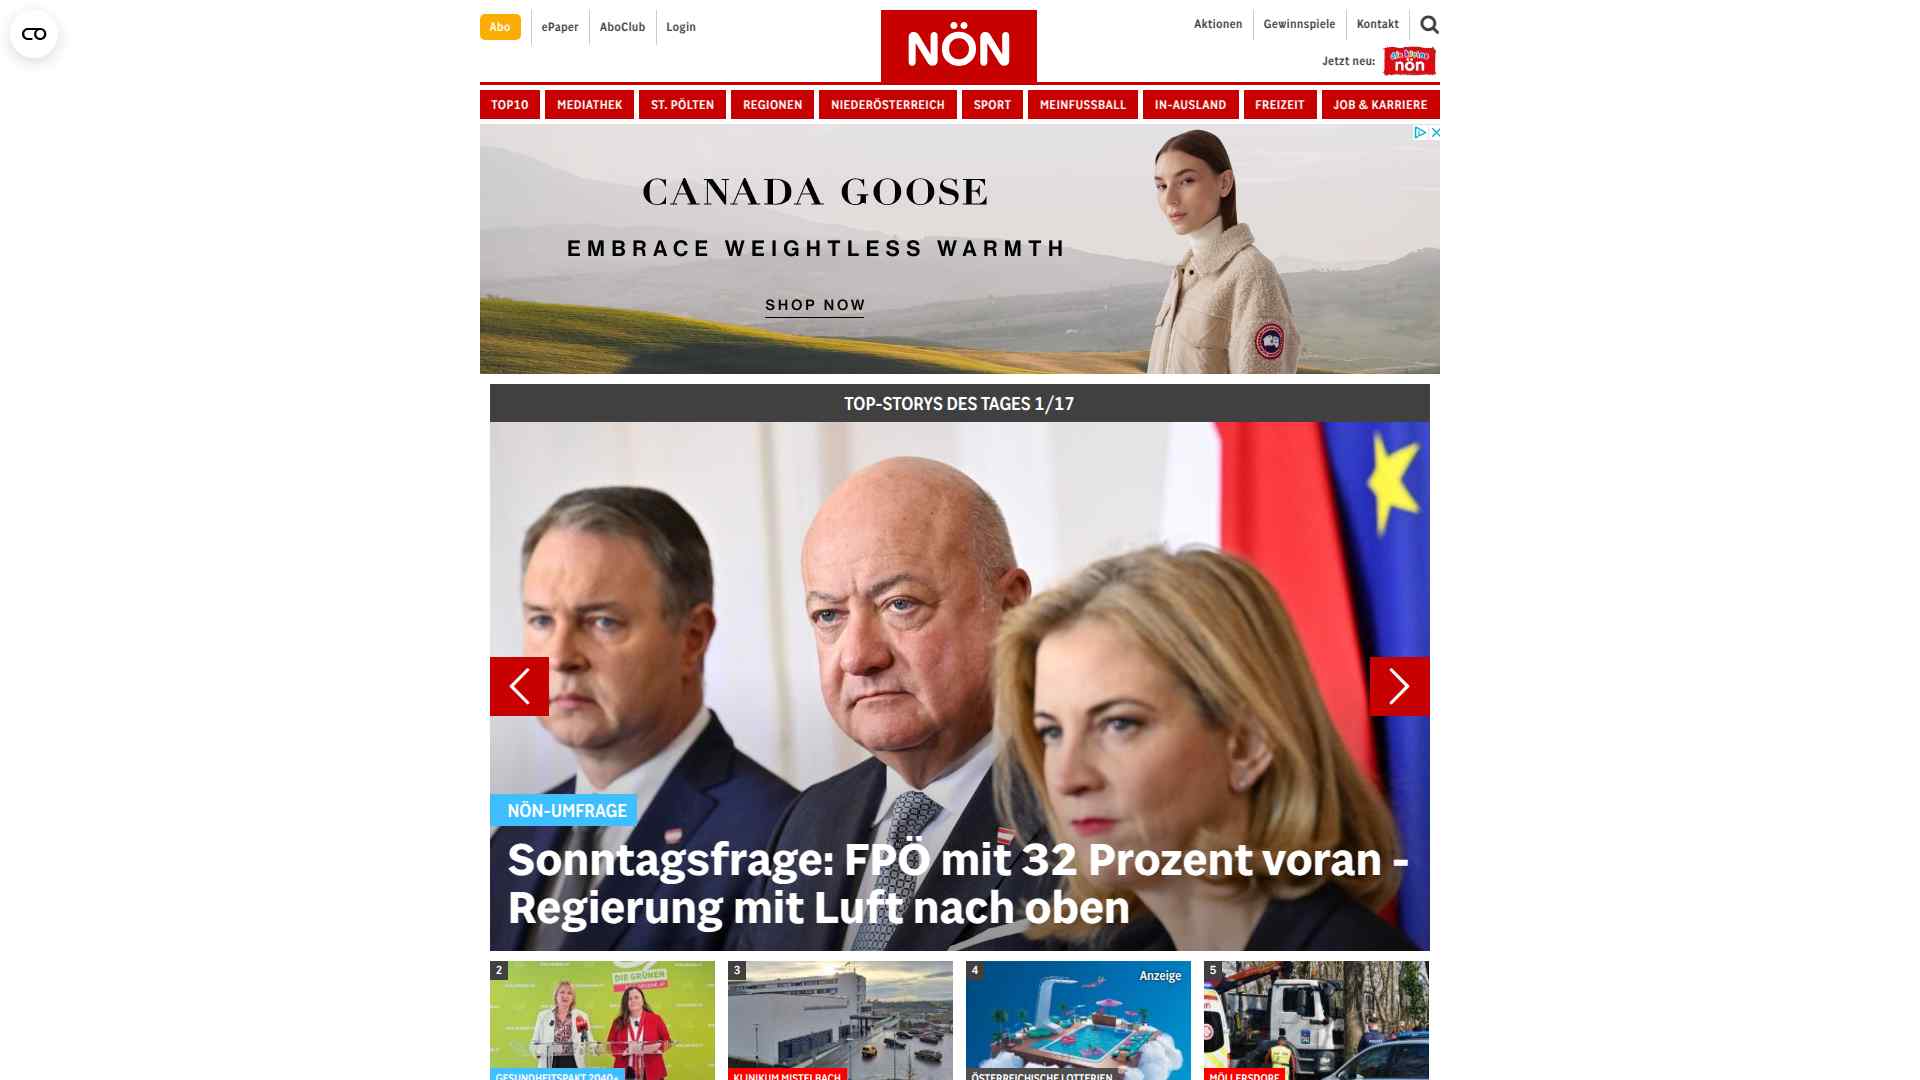 Abo
ePaper
AboClub
Login
NÖN
Aktionen
Gewinnspiele
Kontakt
Jetzt neu:
die kleine
nön
TOP10
MEDIATHEK
ST. PÖLTEN
REGIONEN
NIEDERÖSTERREICH
SPORT
MEINFUSSBALL
IN-AUSLAND
FREIZEIT
JOB & KARRIERE
CANADA GOOSE
EMBRACE WEIGHTLESS WARMTH
SHOP NOW
TOP-STORYS DES TAGES 1/17
NÖN-UMFRAGE
Sonntagsfrage: FPÖ mit 32 Prozent voran -
Regierung mit Luft nach oben
2
DIE GRÜNEN
GESUNDHEITSPAKT 2040+
3
KLINIKUM MISTELBACH
4
Anzeige
ÖSTERREICHISCHE LOTTERIEN
5
MÖLLERSDORF